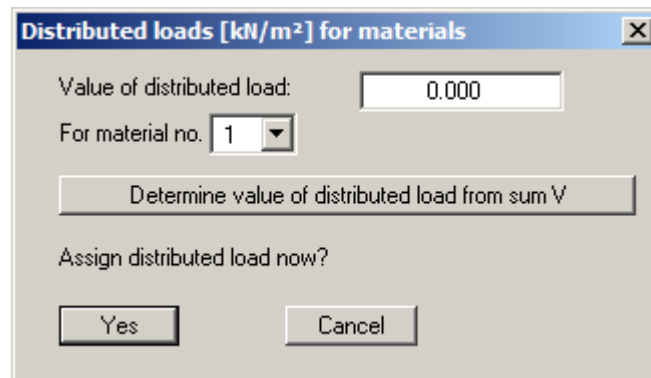 Distributed loads [kN/m²] for materials
Value of distributed load: 0.000
For material no. 1
Determine value of distributed load from sum V
Assign distributed load now?
Yes Cancel